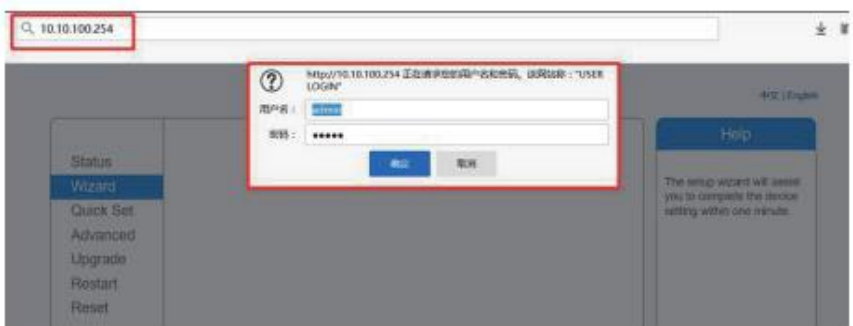 10.10.100.254
http://10.10.100.254 正在请求您的用户名和密码。该网站称："USER
LOGIN"
用户名：
admin
密码：
•••••
确定
取消
中文 | English
Status
Wizard
Quick Set
Advanced
Upgrade
Restart
Reset
Help
The setup wizard will assist
you to complete the device
setting within one minute.